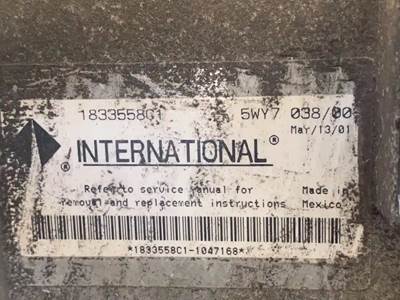 1833558C1 5WY7 038/00
May/13/01
® INTERNATIONAL®
Refer to service manual for Made in
removal and replacement instructions Mexico
*1833558C1-1047168*